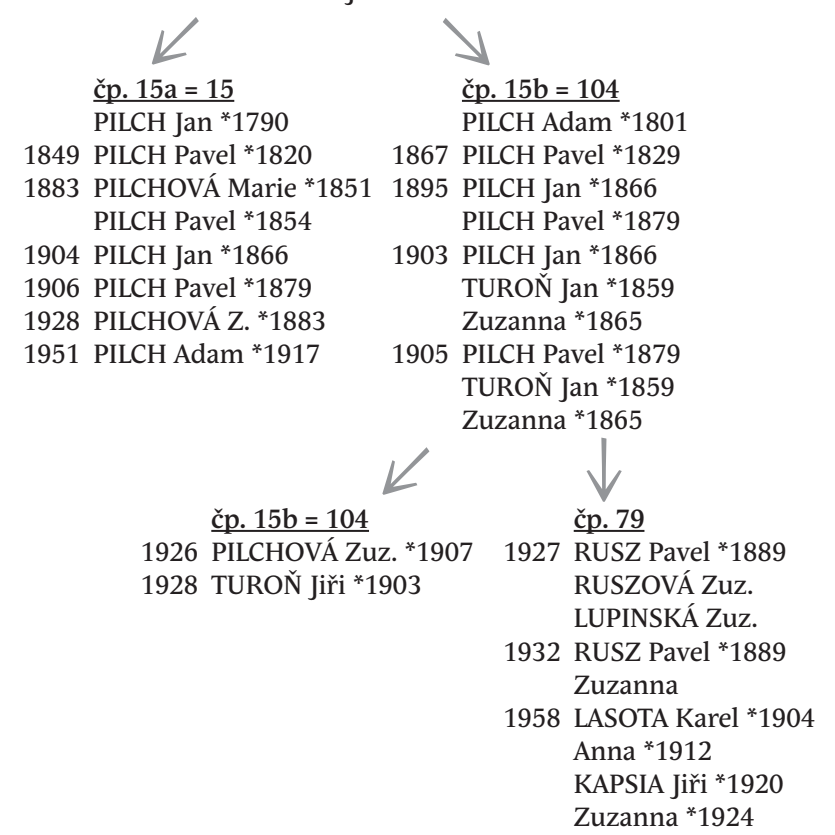 čp. 15a = 15
PILCH Jan *1790
1849 PILCH Pavel *1820
1883 PILCHOVÁ Marie *1851
PILCH Pavel *1854
1904 PILCH Jan *1866
1906 PILCH Pavel *1879
1928 PILCHOVÁ Z. *1883
1951 PILCH Adam *1917
čp. 15b = 104
PILCH Adam *1801
1867 PILCH Pavel *1829
1895 PILCH Jan *1866
PILCH Pavel *1879
1903 PILCH Jan *1866
TUROŇ Jan *1859
Zuzanna *1865
1905 PILCH Pavel *1879
TUROŇ Jan *1859
Zuzanna *1865
čp. 15b = 104
1926 PILCHOVÁ Zuz. *1907
1928 TUROŇ Jiři *1903
čp. 79
1927 RUSZ Pavel *1889
RUSZOVÁ Zuz.
LUPINSKÁ Zuz.
1932 RUSZ Pavel *1889
Zuzanna
1958 LASOTA Karel *1904
Anna *1912
KAPSIA Jiři *1920
Zuzanna *1924